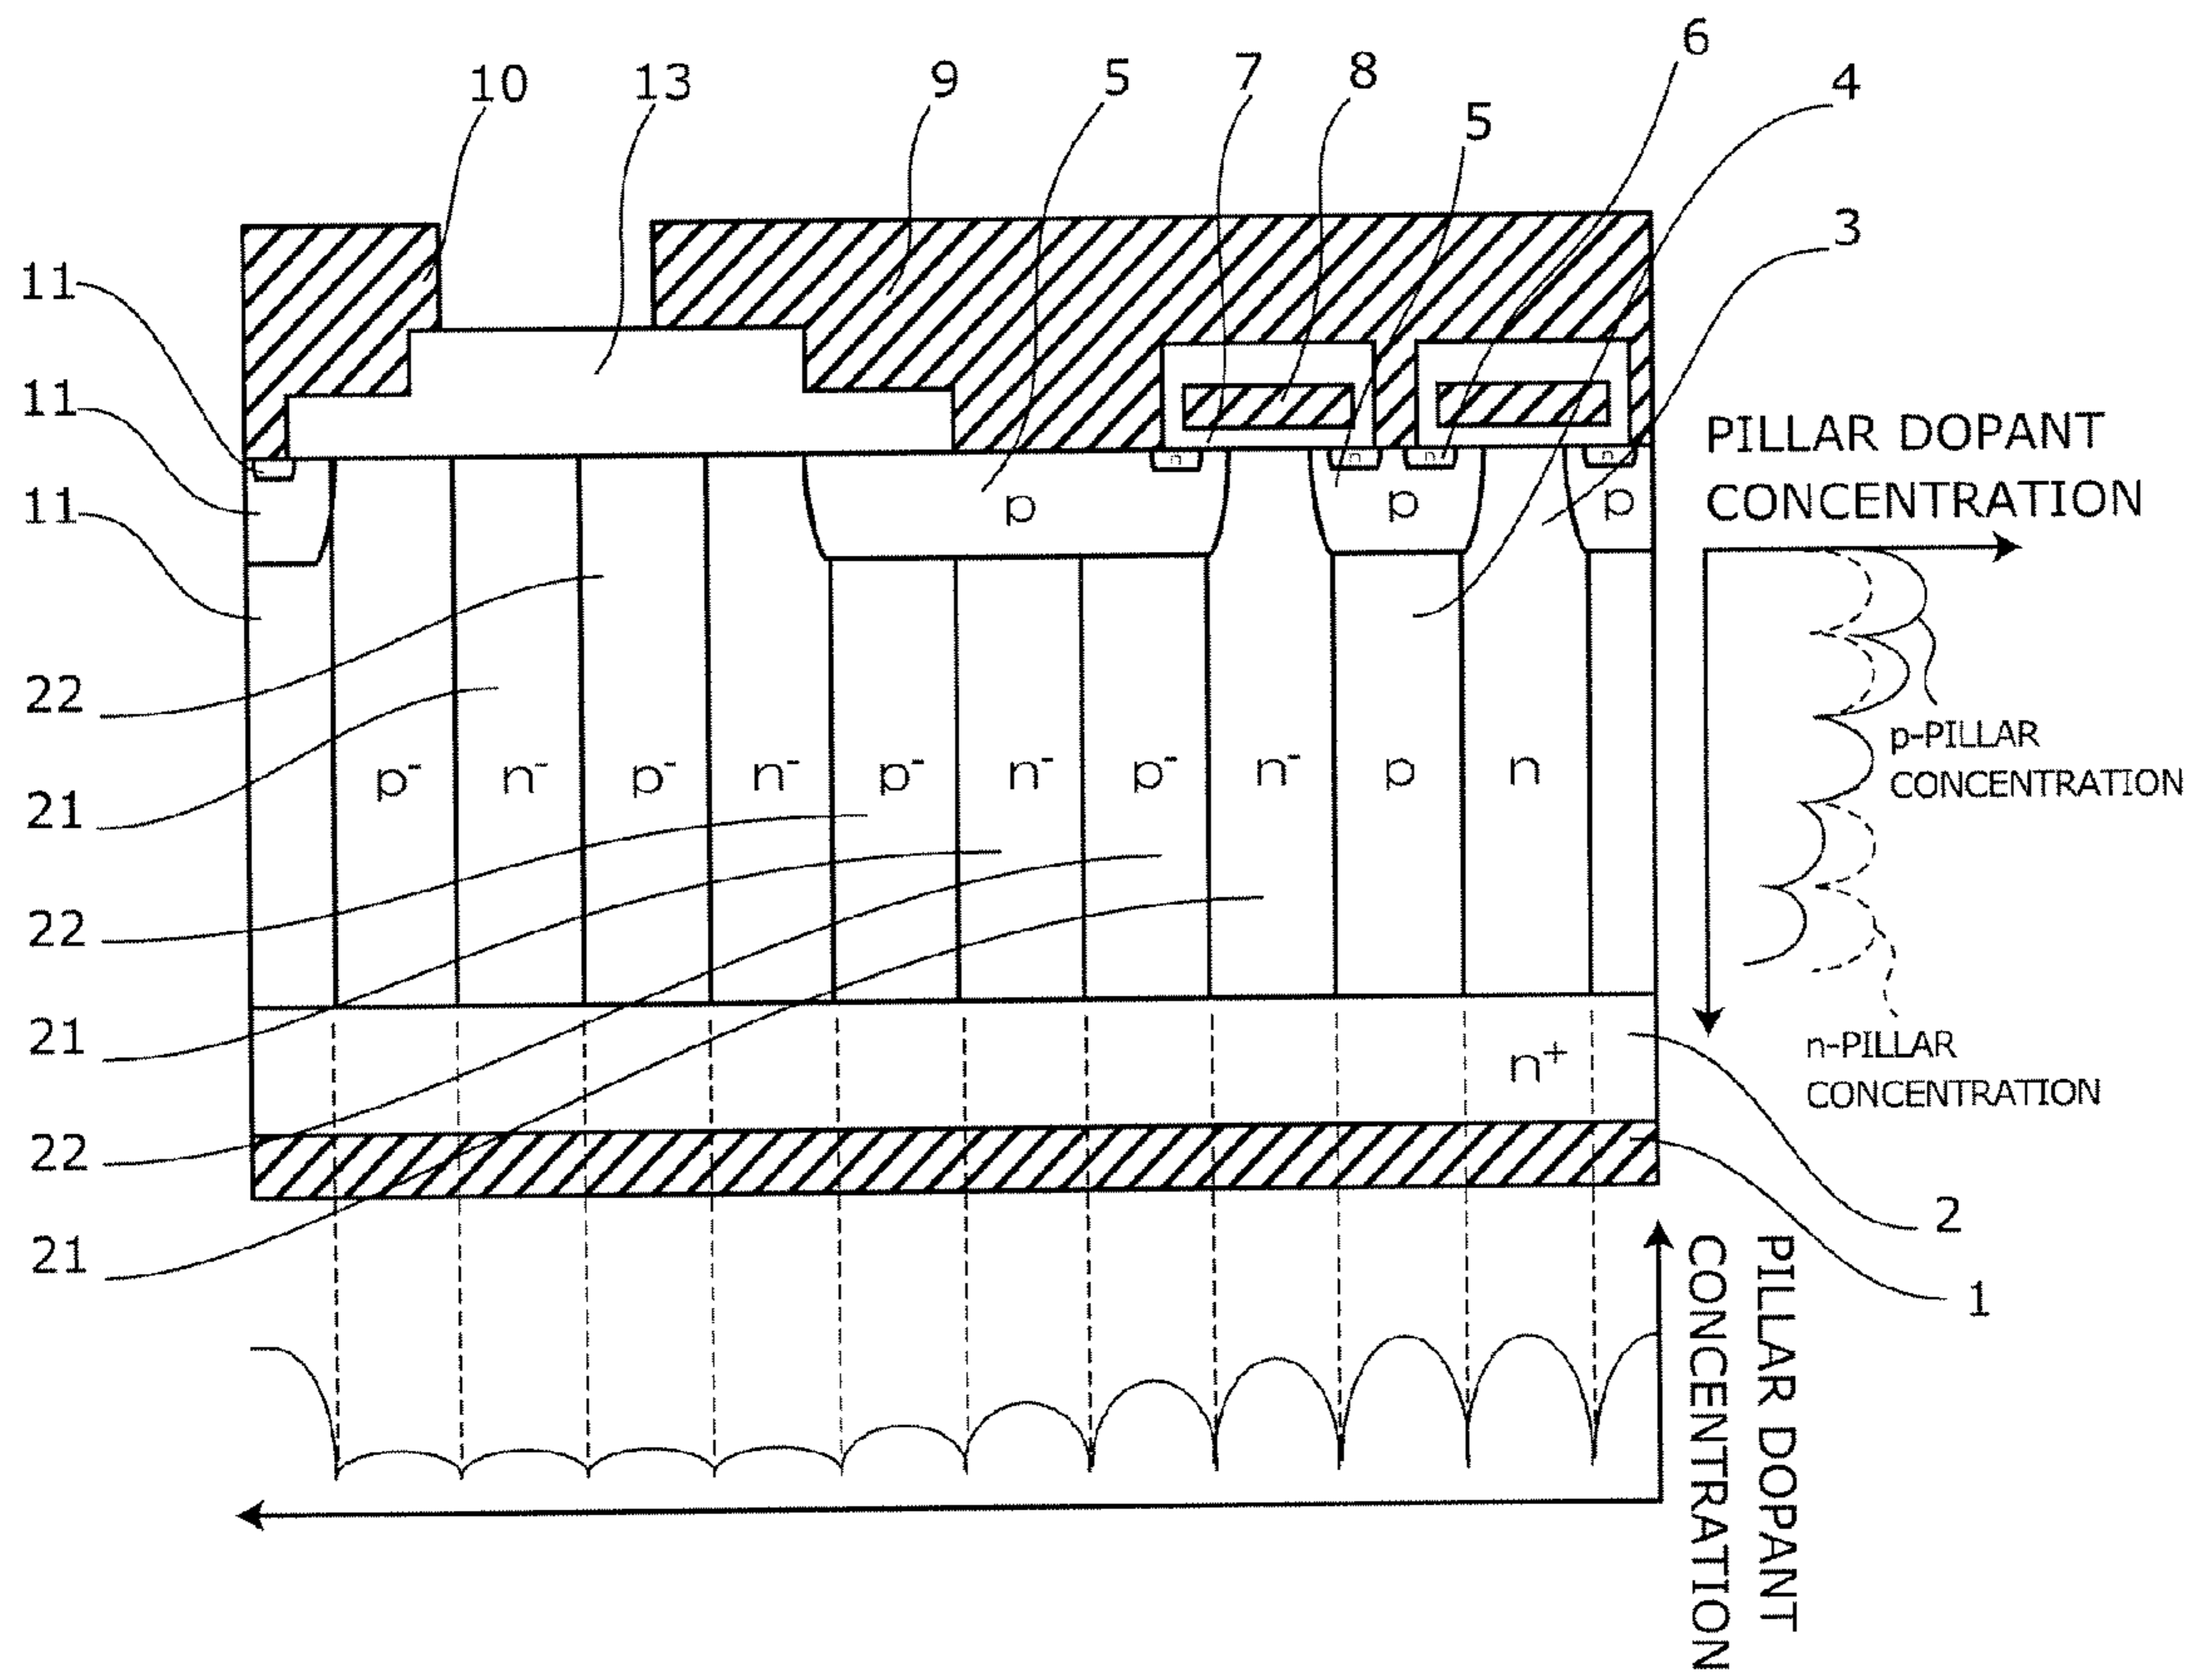 6
10
13
9
5
7
8
5
4
3
11
11
11
n
n
n
n
p
p
p
PILLAR DOPANT
CONCENTRATION
22
21
p⁻ n⁻ p⁻ n⁻ p⁻ n⁻ p⁻ n⁻ p n
p-PILLAR
CONCENTRATION
22
21
n⁺
n-PILLAR
CONCENTRATION
22
21
2
1
PILLAR DOPANT
CONCENTRATION